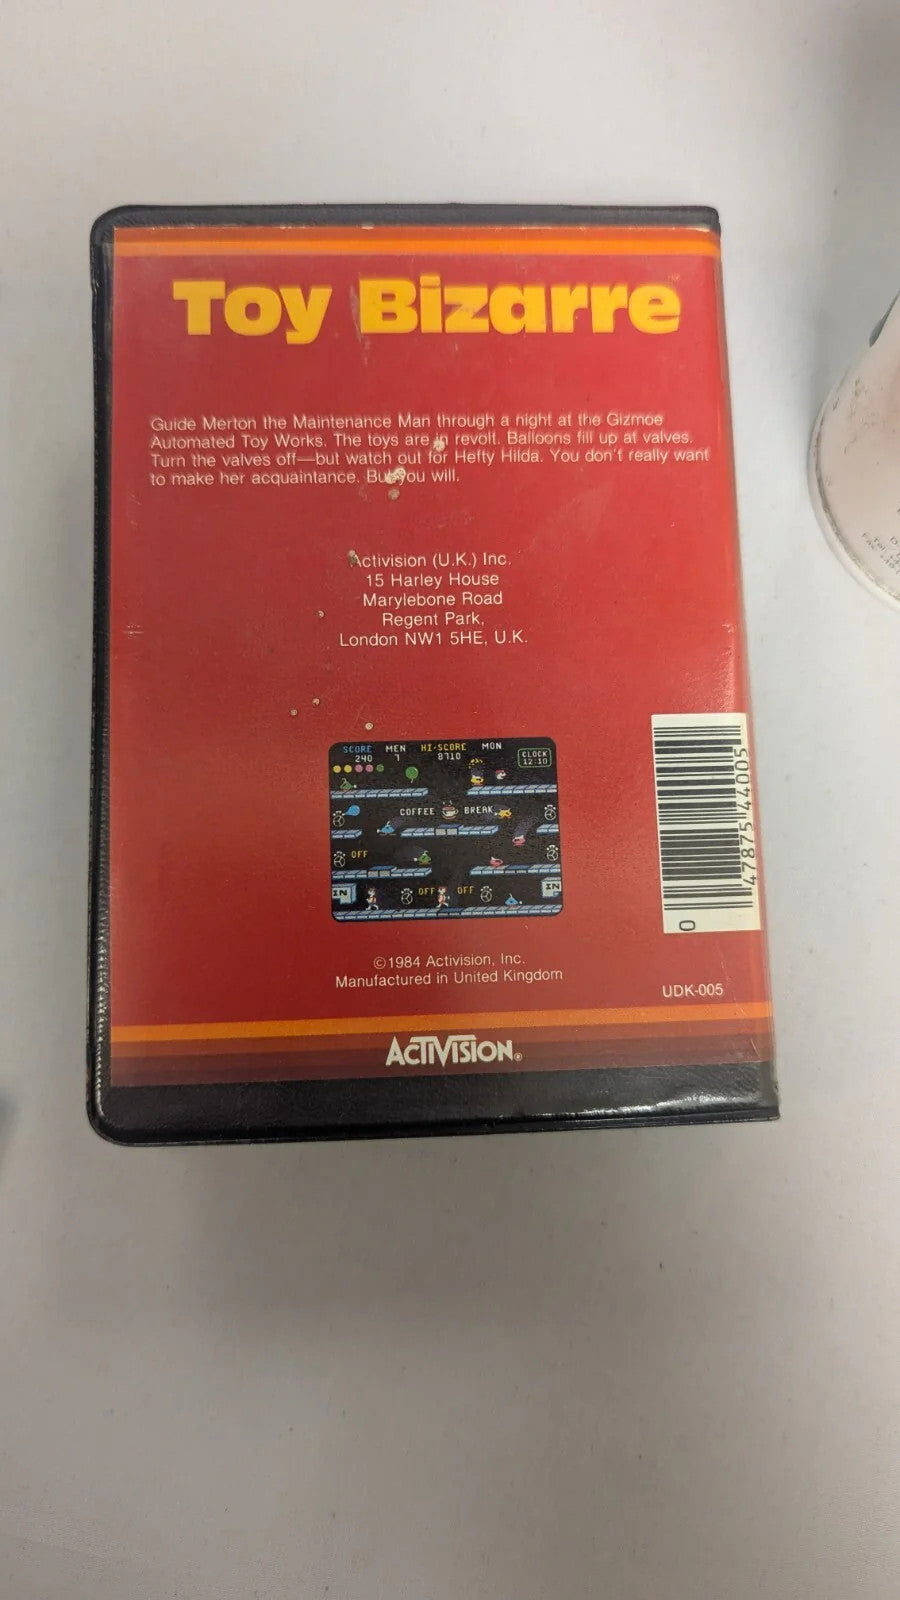 Toy Bizarre
Guide Merton the Maintenance Man through a night at the Gizmoe
Automated Toy Works. The toys are in revolt. Balloons fill up at valves.
Turn the valves off—but watch out for Hefty Hilda. You don't really want
to make her acquaintance. But you will.
Activision (U.K.) Inc.
15 Harley House
Marylebone Road
Regent Park,
London NW1 5HE, U.K.
SCORE MEN HI-SCORE MON
240 7 8710
CLOCK
12:10
COFFEE BREAK
OFF
IN OFF OFF IN
0 47875 44005
©1984 Activision, Inc.
Manufactured in United Kingdom
UDK-005
ACTIVISION®